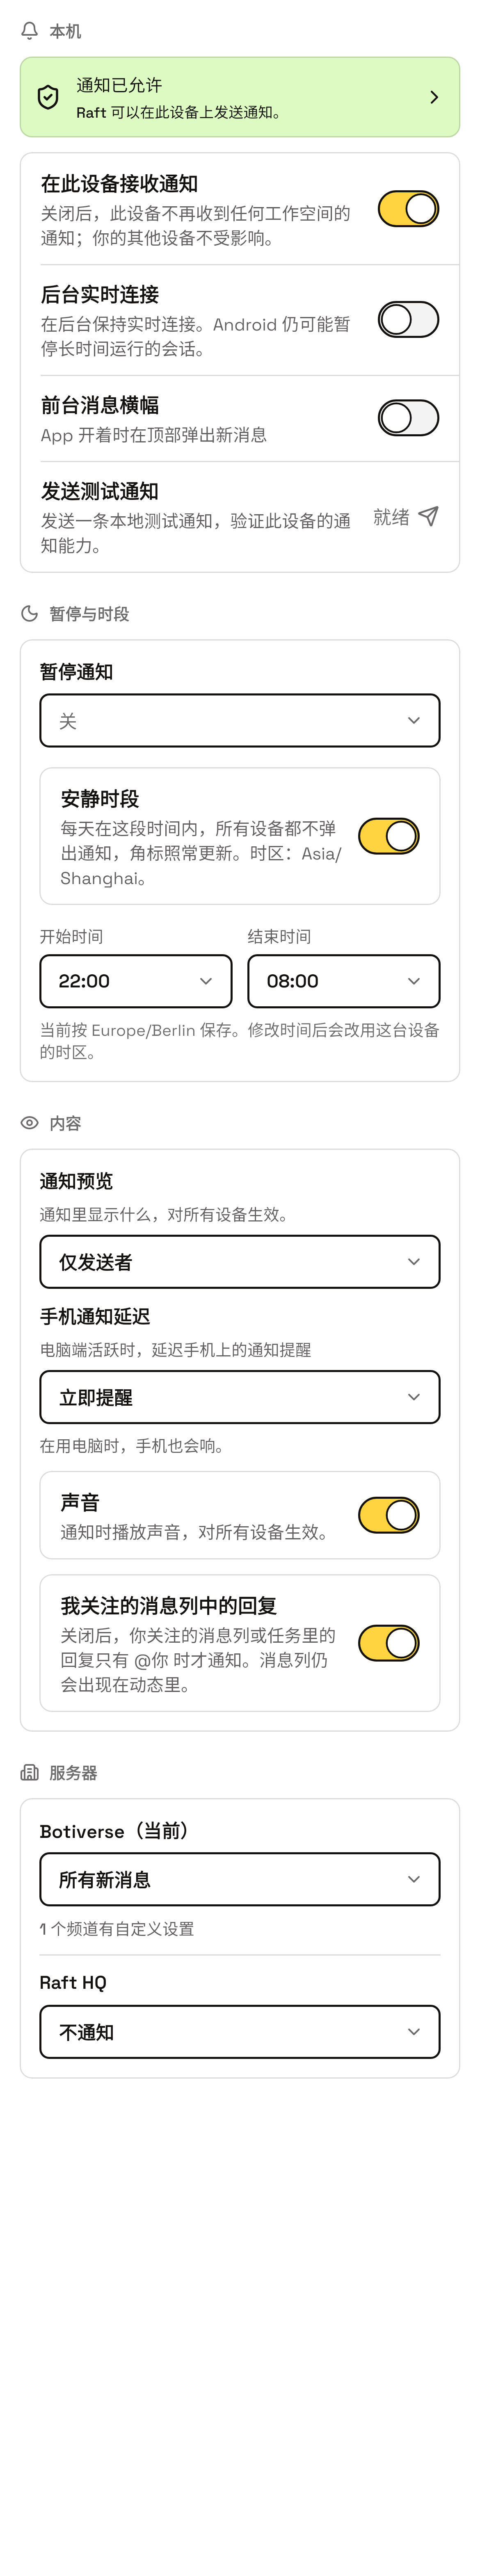 本机
通知已允许
Raft 可以在此设备上发送通知。
在此设备接收通知
关闭后，此设备不再收到任何工作空间的
通知；你的其他设备不受影响。
后台实时连接
在后台保持实时连接。Android 仍可能暂
停长时间运行的会话。
前台消息横幅
App 开着时在顶部弹出新消息
发送测试通知
发送一条本地测试通知，验证此设备的通
知能力。
就绪
暂停与时段
暂停通知
关
安静时段
每天在这段时间内，所有设备都不弹
出通知，角标照常更新。时区：Asia/
Shanghai。
开始时间
结束时间
22:00
08:00
当前按 Europe/Berlin 保存。修改时间后会改用这台设备
的时区。
内容
通知预览
通知里显示什么，对所有设备生效。
仅发送者
手机通知延迟
电脑端活跃时，延迟手机上的通知提醒
立即提醒
在用电脑时，手机也会响。
声音
通知时播放声音，对所有设备生效。
我关注的消息列中的回复
关闭后，你关注的消息列或任务里的
回复只有 @你 时才通知。消息列仍
会出现在动态里。
服务器
Botiverse（当前）
所有新消息
1 个频道有自定义设置
Raft HQ
不通知